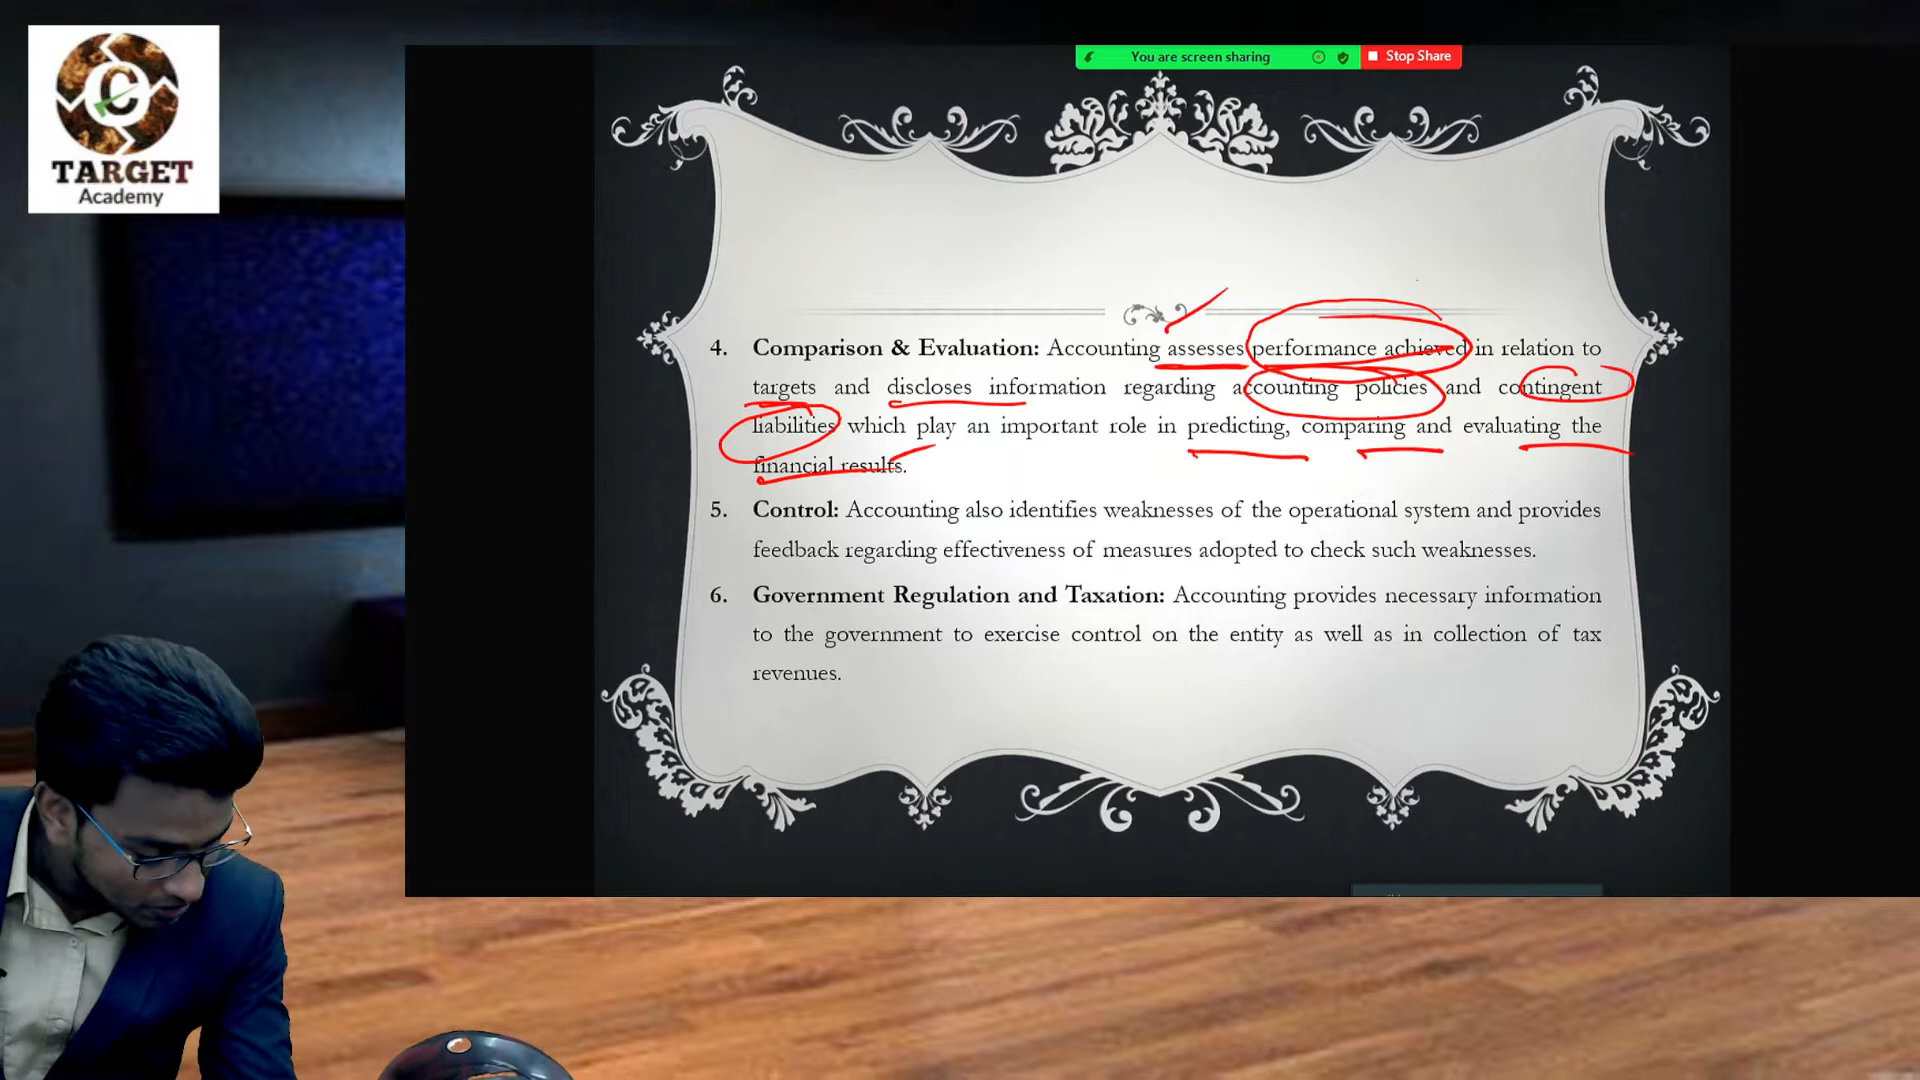 TARGET
Academy
You are screen sharing
Stop Share
4. Comparison & Evaluation: Accounting assesses performance achieved in relation to
targets and discloses information regarding accounting policies and contingent
liabilities which play an important role in predicting, comparing and evaluating the
financial results.
5. Control: Accounting also identifies weaknesses of the operational system and provides
feedback regarding effectiveness of measures adopted to check such weaknesses.
6. Government Regulation and Taxation: Accounting provides necessary information
to the government to exercise control on the entity as well as in collection of tax
revenues.